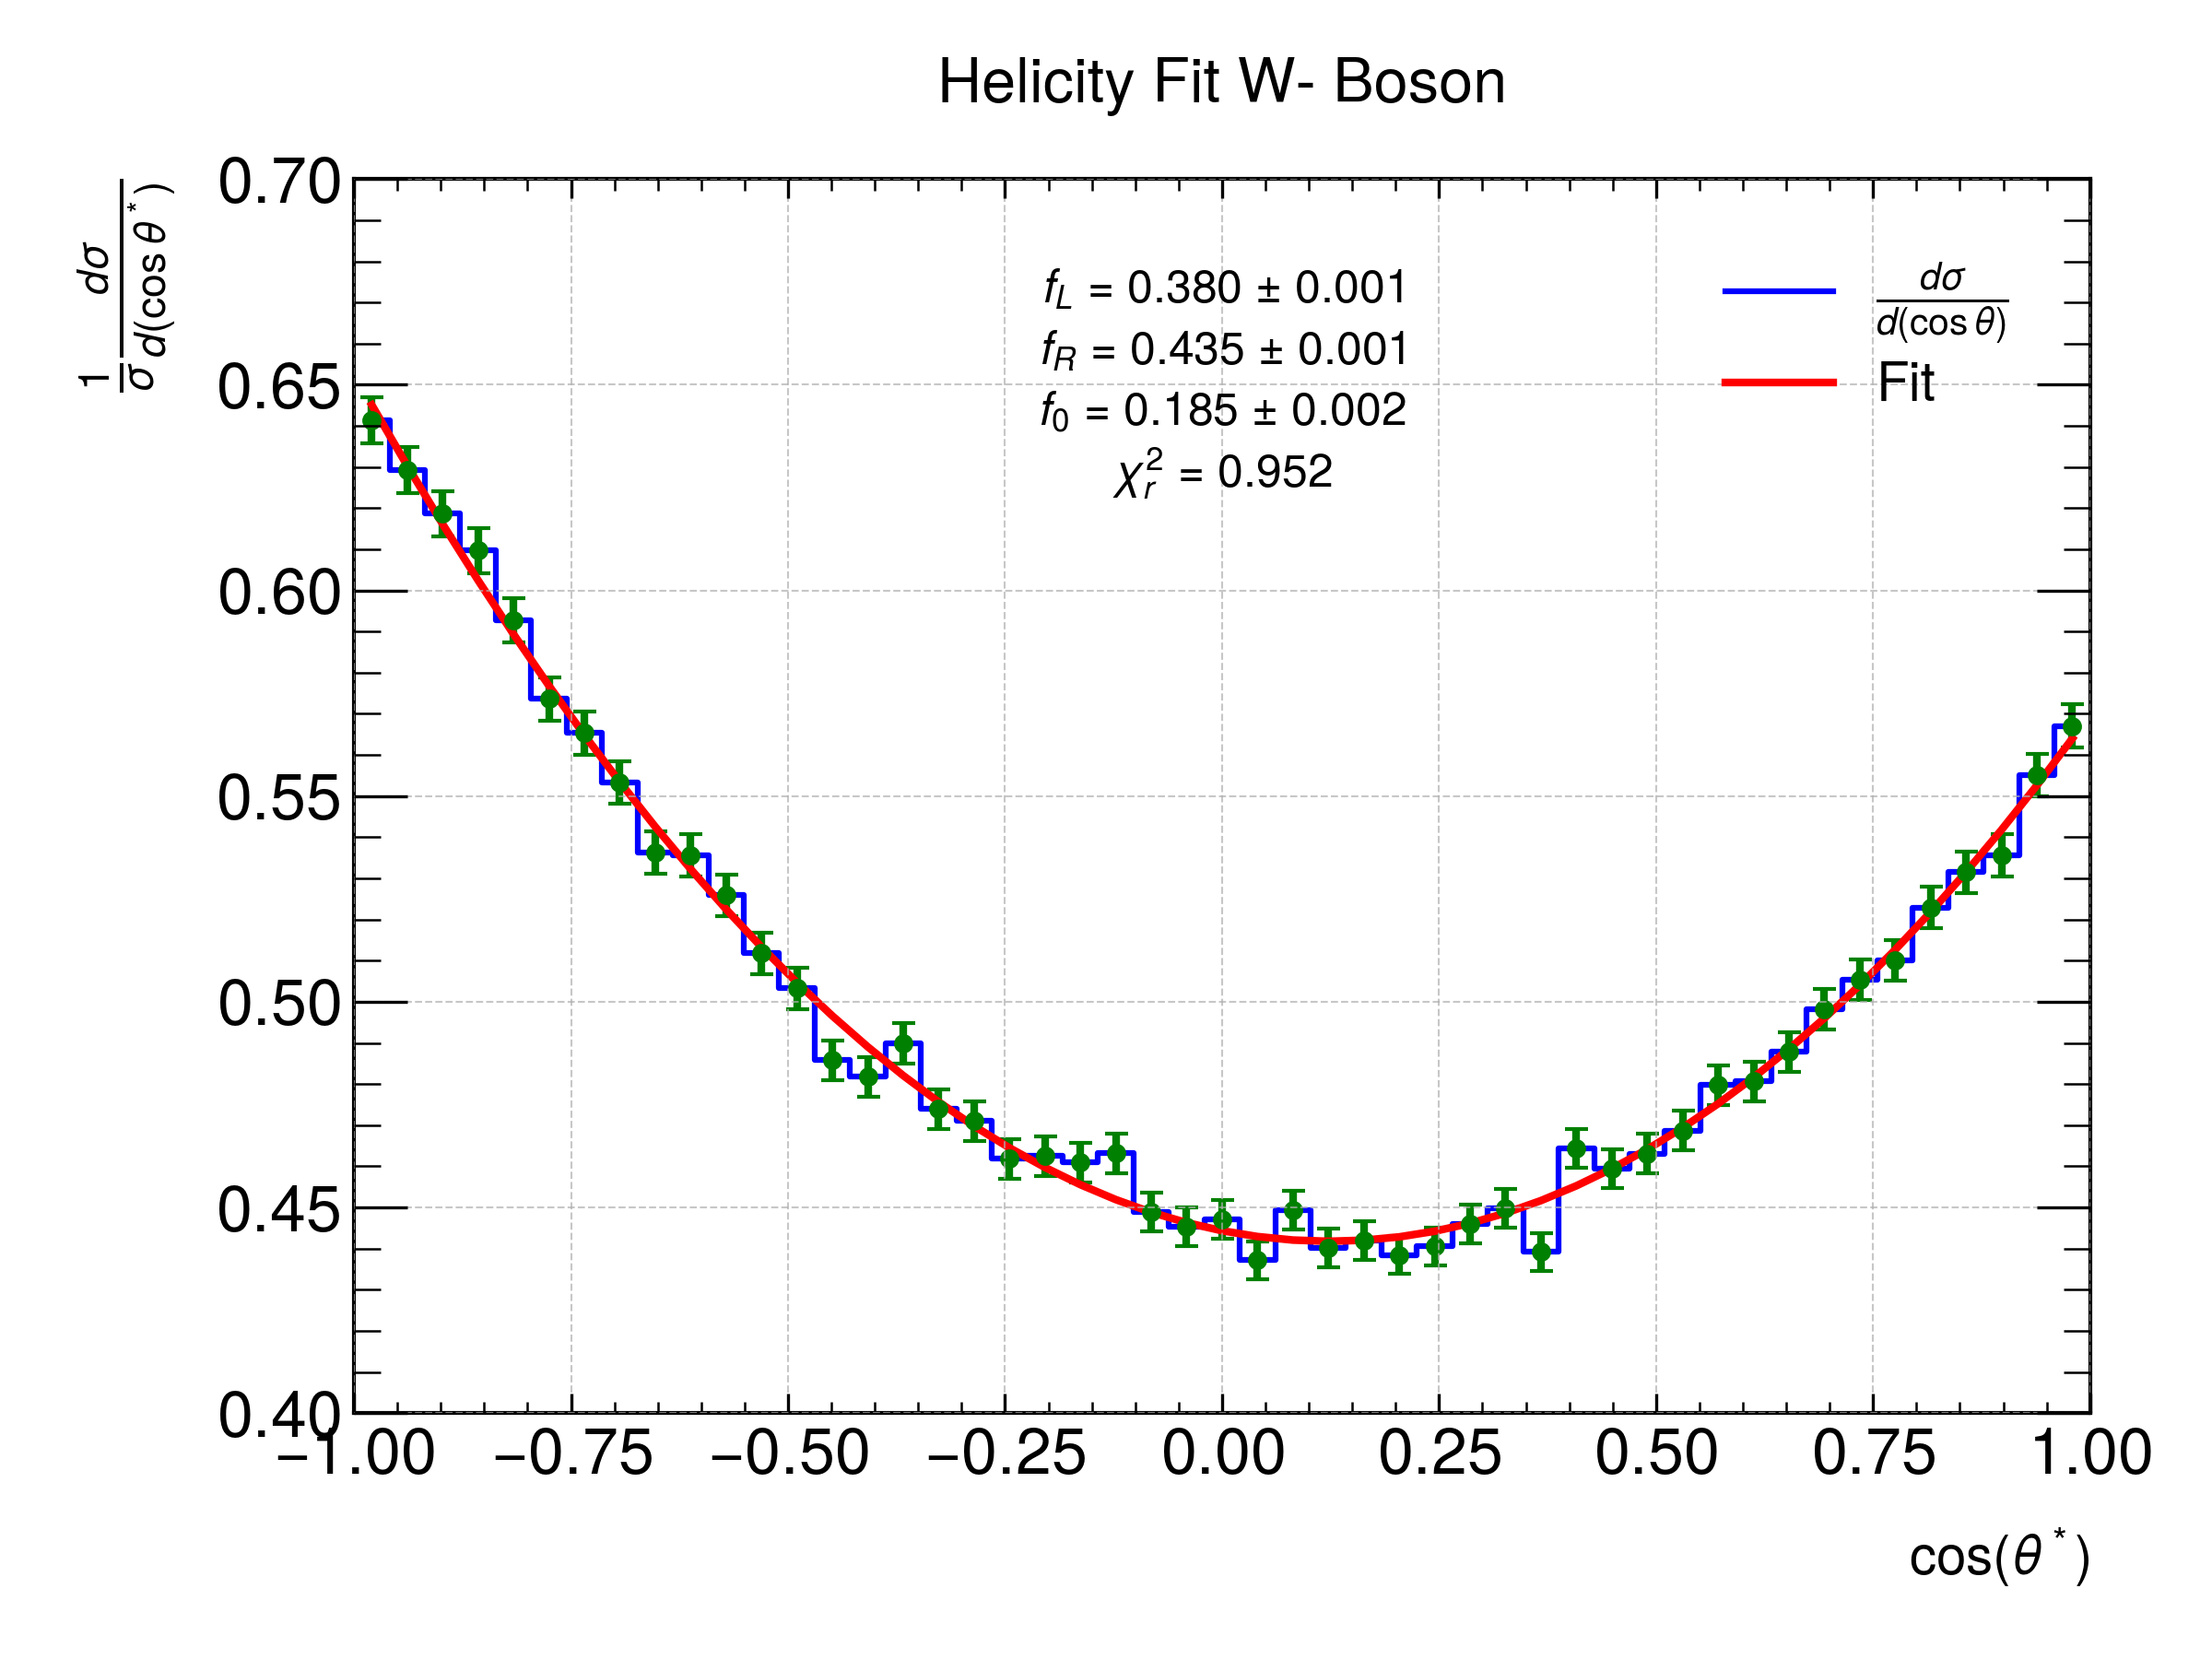 Helicity Fit W- Boson
1/σ dσ/d(cos θ*)
0.70
0.65
0.60
0.55
0.50
0.45
0.40
f_L = 0.380 ± 0.001
f_R = 0.435 ± 0.001
f_0 = 0.185 ± 0.002
χ²_r = 0.952
dσ/d(cos θ)
Fit
−1.00 −0.75 −0.50 −0.25 0.00 0.25 0.50 0.75 1.00
cos(θ*)